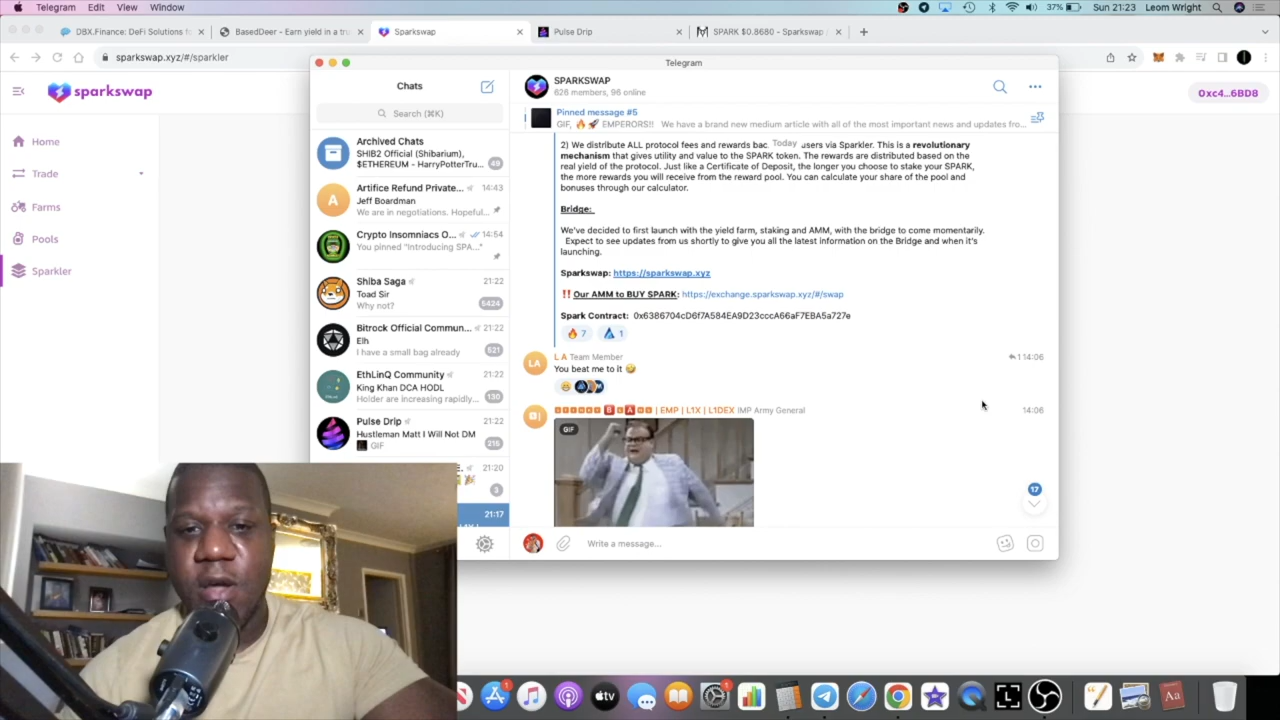 Telegram Edit View Window 37% Sun 21:23 Leom Wright
DBX.Finance: DeFi Solutions f
BasedDeer - Earn yield in a tru
Sparkswap
Pulse Drip
SPARK $0.8680 - Sparkswap
sparkswap.xyz/#/sparkler
sparkswap
0xc4...6BD8
Home
Trade
Farms
Pools
Sparkler
Telegram
Chats
Search (⌘K)
Archived Chats
SHIB2 Official (Shibarium),
$ETHEREUM - HarryPotterTru...
49
Artifice Refund Private... 14:43
Jeff Boardman
We are in negotiations. Hopeful...
A
Crypto Insomniacs O... 14:54
You pinned "Introducing SPA..."
Shiba Saga 21:22
Toad Sir
Why not? 5424
Bitrock Official Commun... 21:22
Elh
I have a small bag already 521
EthLinQ Community 21:22
King Khan DCA HODL
Holder are increasing rapidly... 130
Pulse Drip 21:22
Hustleman Matt I Will Not DM
GIF 215
21:20
3
21:17
SPARKSWAP
626 members, 96 online
Pinned message #5
GIF, 🔥🚀 EMPERORS!! We have a brand new medium article with all of the most important news and updates fro...
Today
2) We distribute ALL protocol fees and rewards bac users via Sparkler. This is a revolutionary
mechanism that gives utility and value to the SPARK token. The rewards are distributed based on the
real yield of the protocol. Just like a Certificate of Deposit, the longer you choose to stake your SPARK,
the more rewards you will receive from the reward pool. You can calculate your share of the pool and
bonuses through our calculator.
Bridge:
We've decided to first launch with the yield farm, staking and AMM, with the bridge to come momentarily.
Expect to see updates from us shortly to give you all the latest information on the Bridge and when it's
launching.
Sparkswap: https://sparkswap.xyz
‼️Our AMM to BUY SPARK: https://exchange.sparkswap.xyz/#/swap
Spark Contract: 0x6386704cD6f7A584EA9D23cccA66aF7EBA5a727e
🔥 7 1
LA
L A Team Member 1 14:06
You beat me to it 🤣
| EMP | L1X | L1DEX IMP Army General 14:06
GIF
17
Write a message...